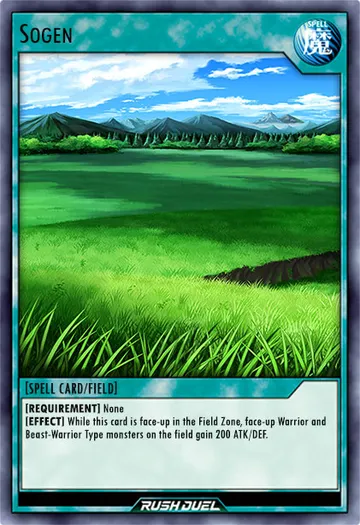 Sogen
SPELL
魔
[SPELL CARD/FIELD]
[REQUIREMENT] None
[EFFECT] While this card is face-up in the Field Zone, face-up Warrior and
Beast-Warrior Type monsters on the field gain 200 ATK/DEF.
RUSH DUEL